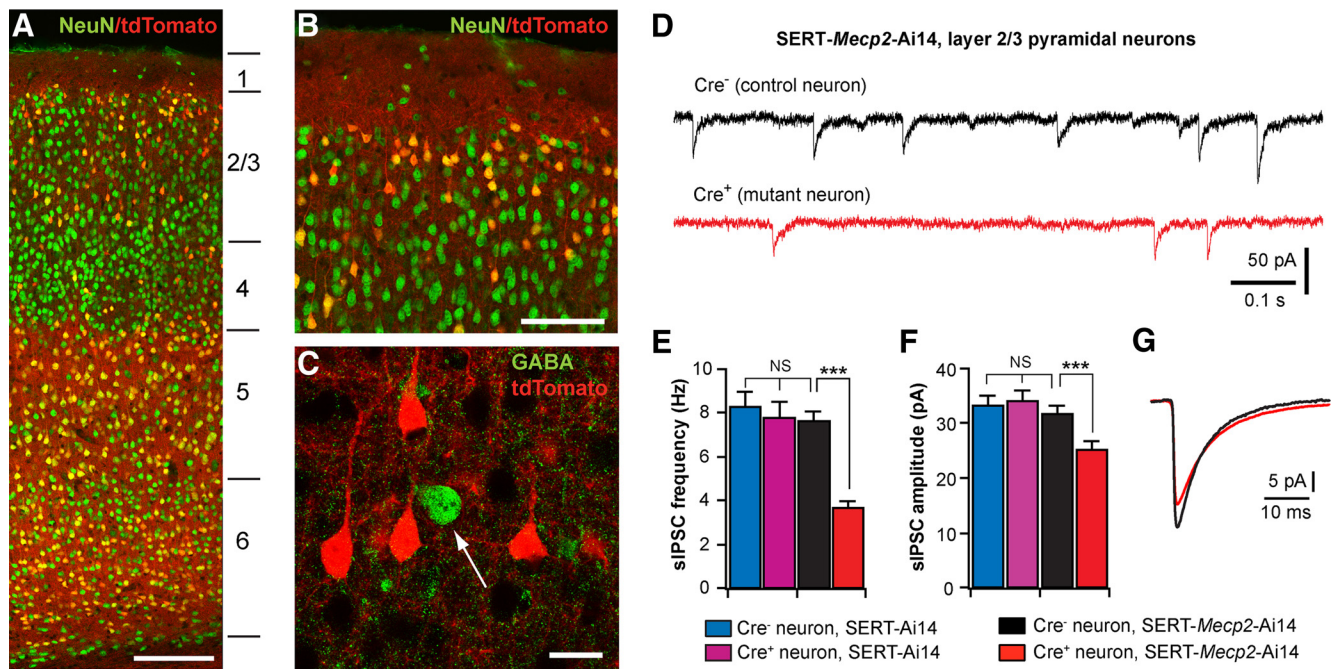 A
NeuN/tdTomato
1
2/3
4
5
6
B
NeuN/tdTomato
C
GABA
tdTomato
D
SERT-Mecp2-Ai14, layer 2/3 pyramidal neurons
Cre- (control neuron)
Cre+ (mutant neuron)
50 pA
0.1 s
E
sIPSC frequency (Hz)
10
8
6
4
2
0
NS
***
F
sIPSC amplitude (pA)
40
30
20
10
0
NS
***
G
5 pA
10 ms
Cre- neuron, SERT-Ai14
Cre+ neuron, SERT-Ai14
Cre- neuron, SERT-Mecp2-Ai14
Cre+ neuron, SERT-Mecp2-Ai14